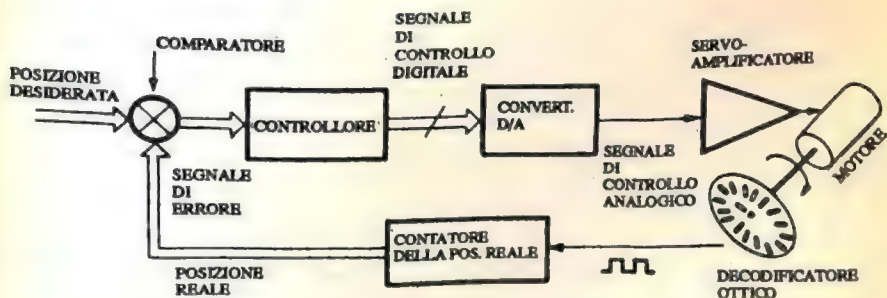 COMPARATORE
POSIZIONE
DESIDERATA
SEGNALE
DI
ERRORE
CONTROLLORE
SEGNALE
DI
CONTROLLO
DIGITALE
CONVERT.
D/A
SEGNALE
DI
CONTROLLO
ANALOGICO
SERVO-
AMPLIFICATORE
MOTORE
DECODIFICATORE
OTTICO
CONTATORE
DELLA POS. REALE
POSIZIONE
REALE